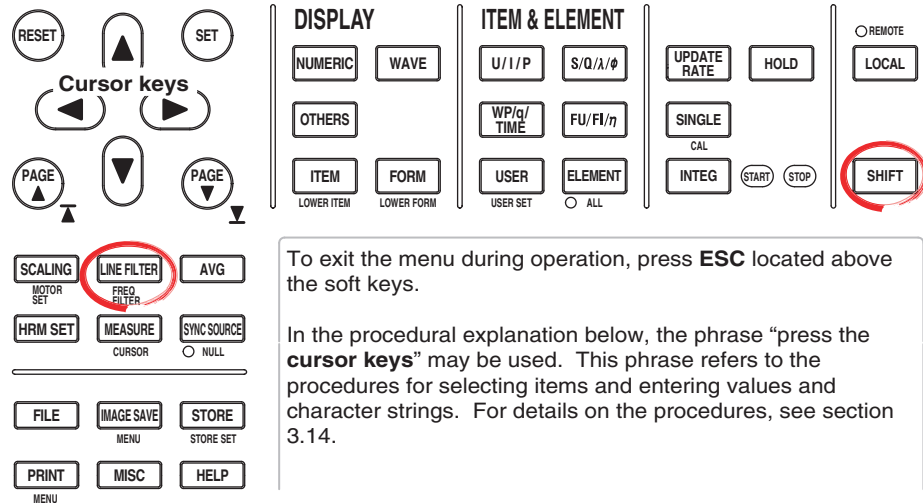 RESET
SET
Cursor keys
PAGE
PAGE
DISPLAY
NUMERIC
WAVE
OTHERS
ITEM
FORM
LOWER ITEM
LOWER FORM
ITEM & ELEMENT
U / I / P
S/Q/λ/ϕ
WP/q/
TIME
FU/FI/η
USER
ELEMENT
USER SET
ALL
UPDATE
RATE
HOLD
SINGLE
CAL
INTEG
START
STOP
REMOTE
LOCAL
SHIFT
SCALING
LINE FILTER
AVG
MOTOR
SET
FREQ
FILTER
HRM SET
MEASURE
SYNC SOURCE
CURSOR
NULL
FILE
IMAGE SAVE
STORE
MENU
STORE SET
PRINT
MISC
HELP
MENU
To exit the menu during operation, press ESC located above
the soft keys.
In the procedural explanation below, the phrase “press the
cursor keys” may be used. This phrase refers to the
procedures for selecting items and entering values and
character strings. For details on the procedures, see section
3.14.